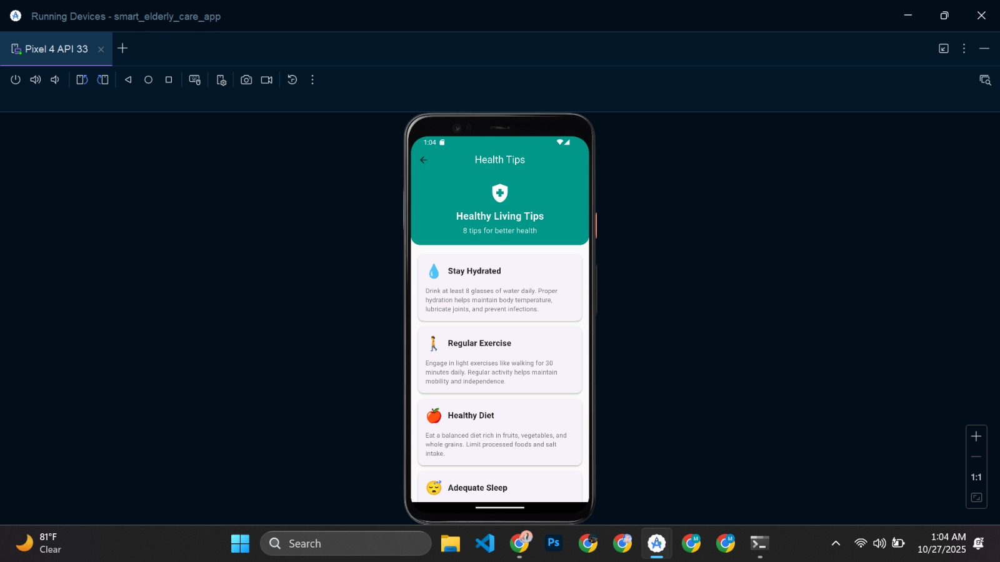 Running Devices - smart_elderly_care_app
Pixel 4 API 33
1:04
Health Tips
Healthy Living Tips
8 tips for better health
Stay Hydrated
Drink at least 8 glasses of water daily. Proper
hydration helps maintain body temperature,
lubricate joints, and prevent infections.
Regular Exercise
Engage in light exercises like walking for 30
minutes daily. Regular activity helps maintain
mobility and independence.
Healthy Diet
Eat a balanced diet rich in fruits, vegetables, and
whole grains. Limit processed foods and salt
intake.
Adequate Sleep
1:1
81°F
Clear
Search
Ps
M
M
1:04 AM
10/27/2025